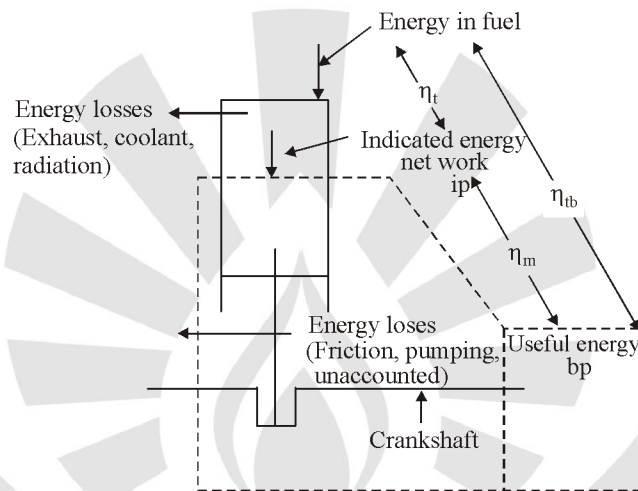 Energy in fuel
η_t
Energy losses
(Exhaust, coolant,
radiation)
Indicated energy
net work
ip
η_tb
η_m
Energy loses
(Friction, pumping,
unaccounted)
Useful energy
bp
Crankshaft